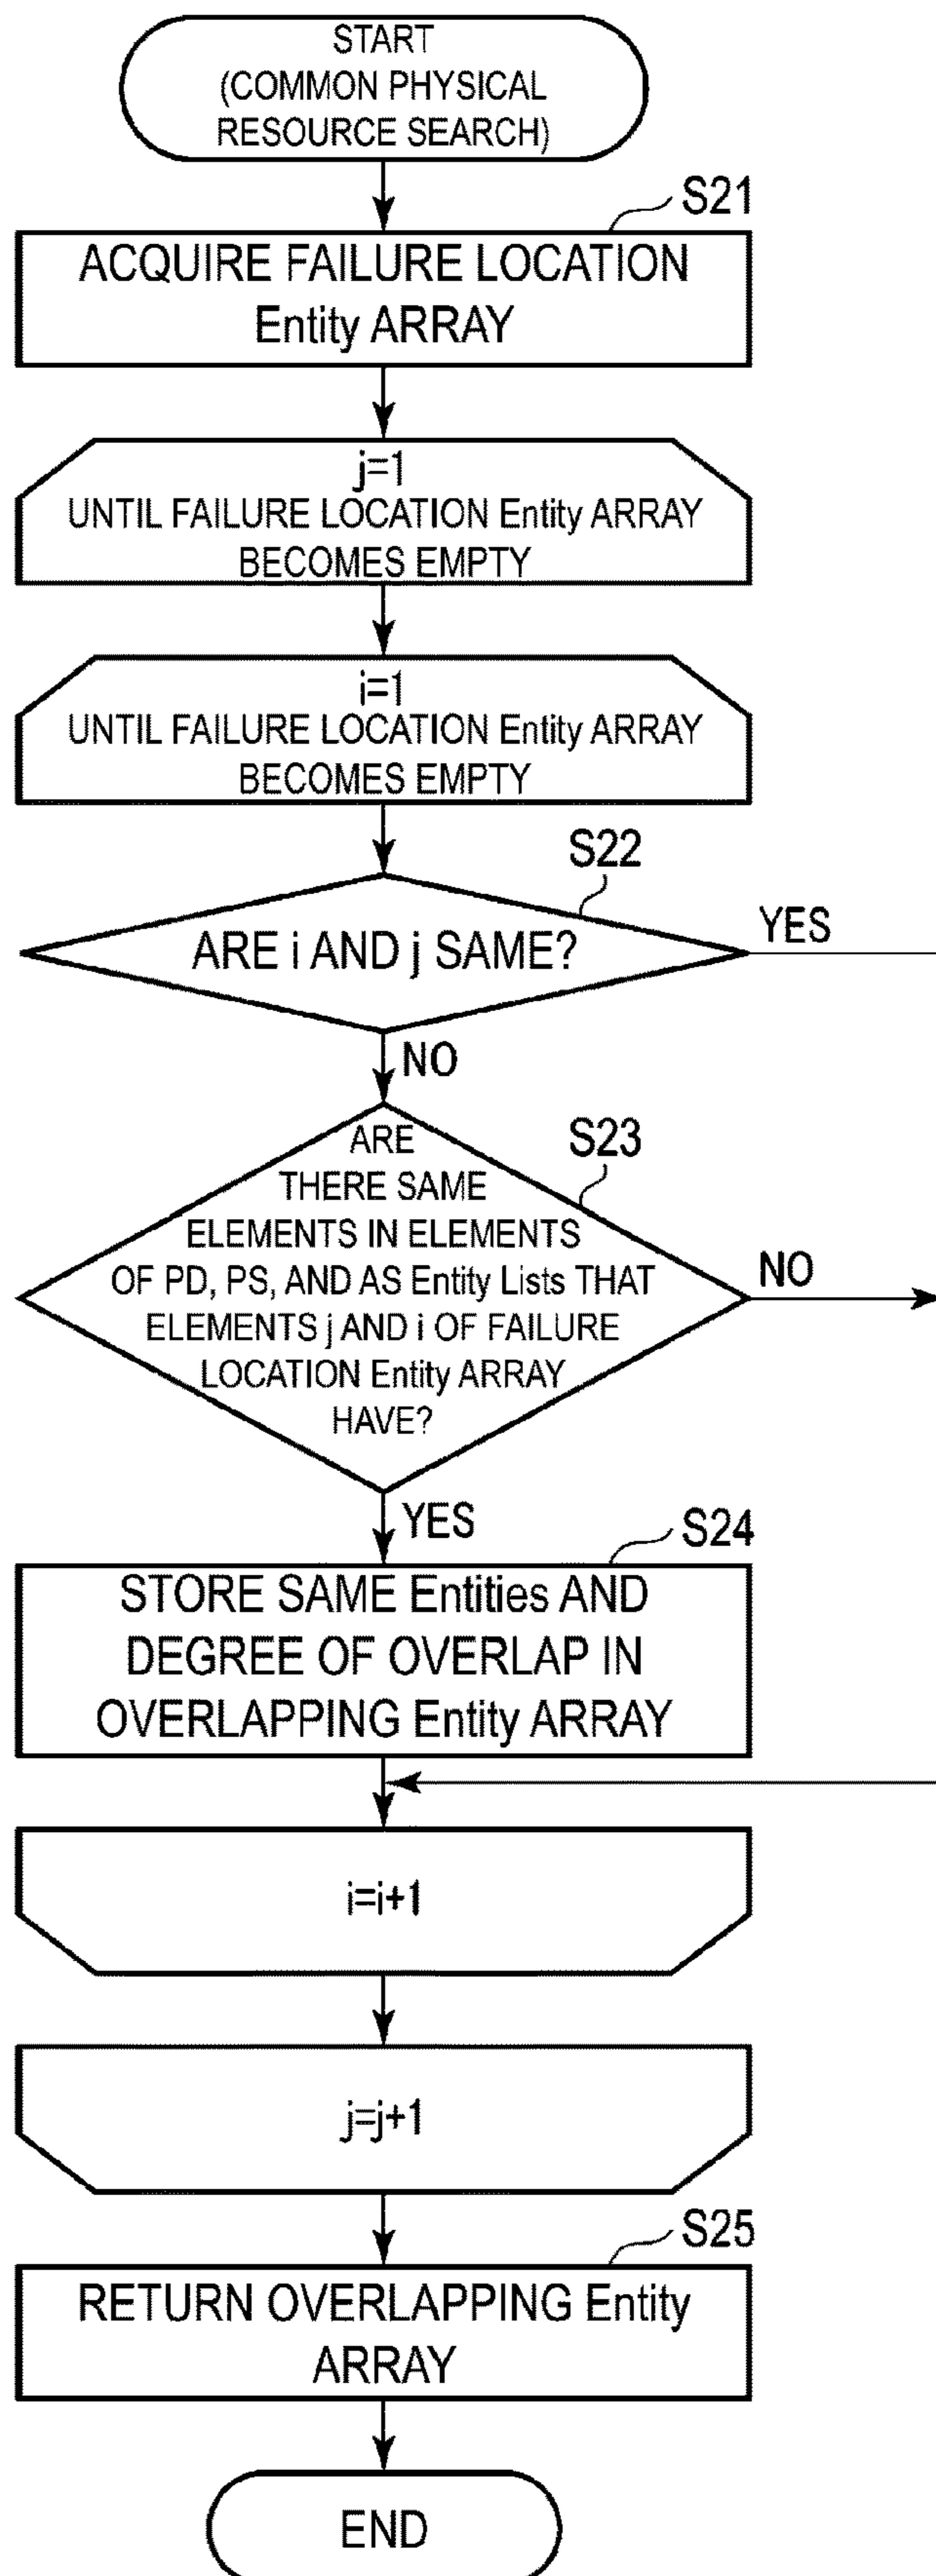 START
(COMMON PHYSICAL
RESOURCE SEARCH)
S21
ACQUIRE FAILURE LOCATION
Entity ARRAY
j=1
UNTIL FAILURE LOCATION Entity ARRAY
BECOMES EMPTY
i=1
UNTIL FAILURE LOCATION Entity ARRAY
BECOMES EMPTY
S22
ARE i AND j SAME?
YES
NO
S23
ARE
THERE SAME
ELEMENTS IN ELEMENTS
OF PD, PS, AND AS Entity Lists THAT
ELEMENTS j AND i OF FAILURE
LOCATION Entity ARRAY
HAVE?
NO
YES
S24
STORE SAME Entities AND
DEGREE OF OVERLAP IN
OVERLAPPING Entity ARRAY
i=i+1
j=j+1
S25
RETURN OVERLAPPING Entity
ARRAY
END